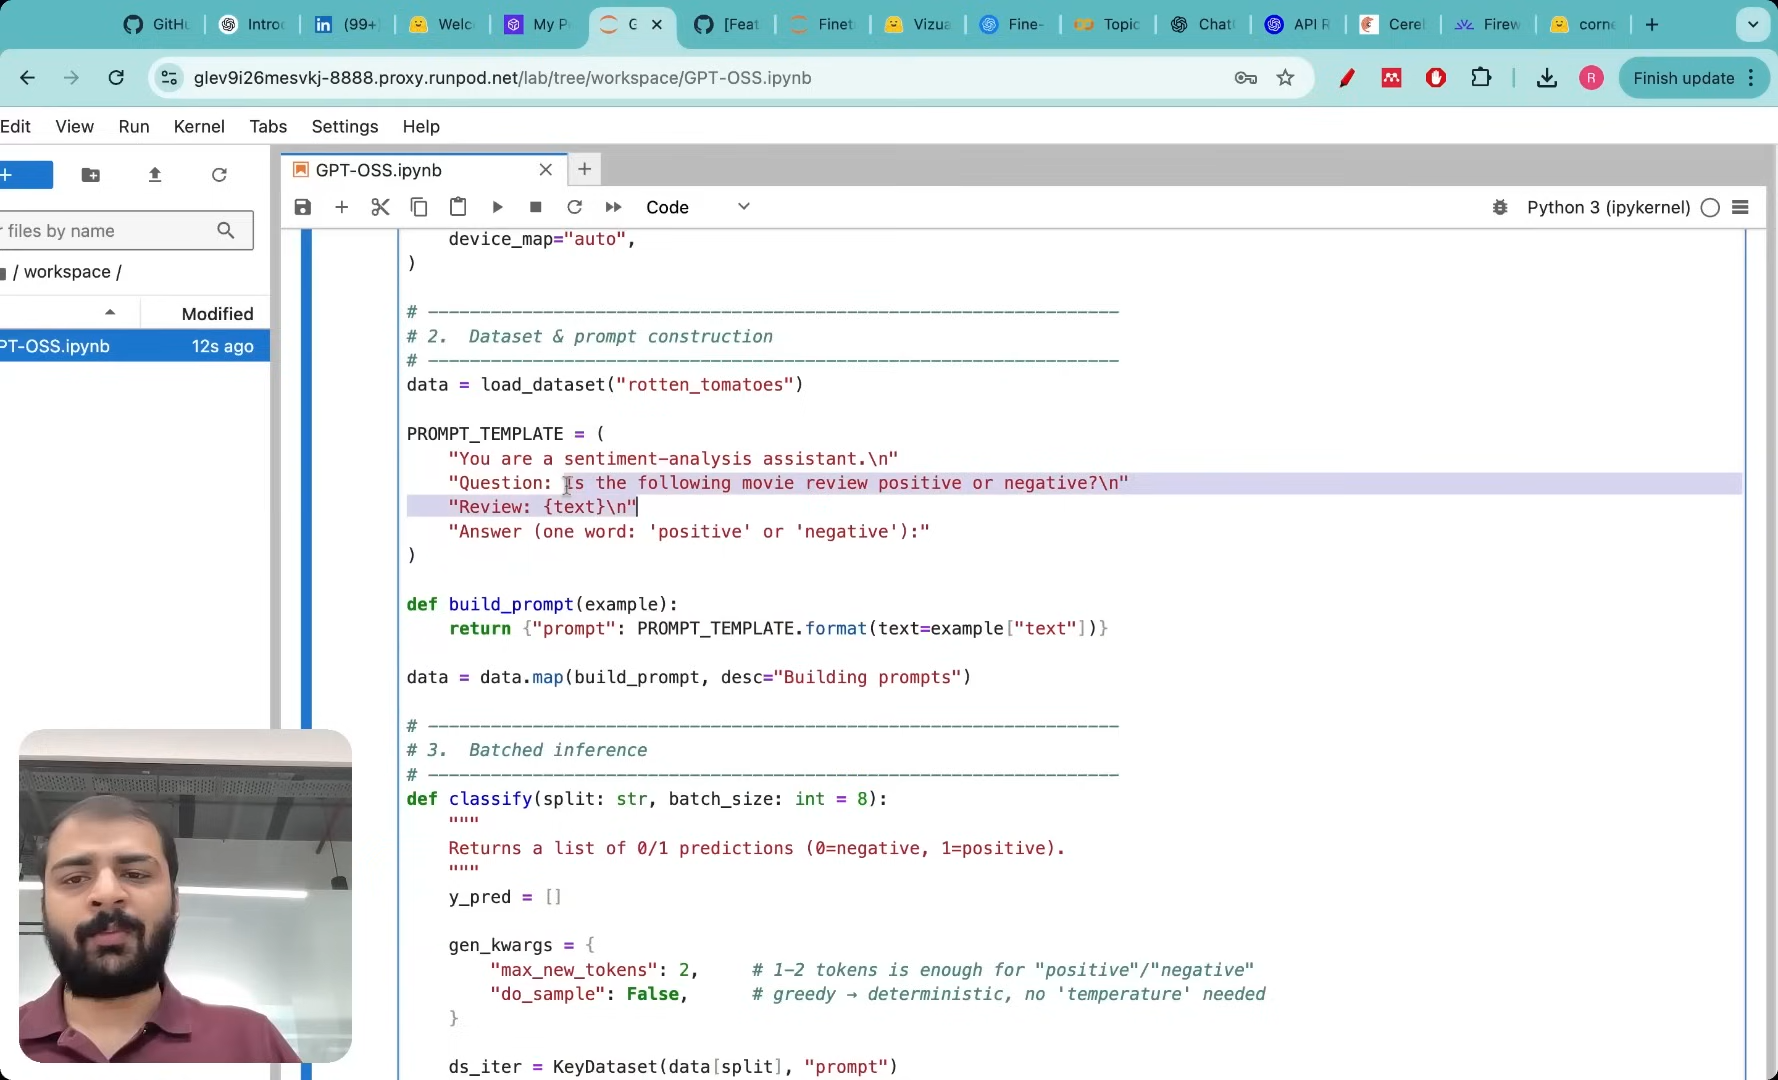 GitHu
Introd
(99+
Welc
My P
G
[Feat
Finet
Vizua
Fine-
Topic
Chat
API R
Cereb
Firew
corne
glev9i26mesvkj-8888.proxy.runpod.net/lab/tree/workspace/GPT-OSS.ipynb
R
Finish update
Edit View Run Kernel Tabs Settings Help
GPT-OSS.ipynb
Code
Python 3 (ipykernel)
r files by name
/ workspace /
Modified
PT-OSS.ipynb 12s ago
device_map="auto",
)
# ------------------------------------------------------------------
# 2. Dataset & prompt construction
# ------------------------------------------------------------------
data = load_dataset("rotten_tomatoes")
PROMPT_TEMPLATE = (
"You are a sentiment-analysis assistant.\n"
"Question: Is the following movie review positive or negative?\n"
"Review: {text}\n"
"Answer (one word: 'positive' or 'negative'):"
)
def build_prompt(example):
return {"prompt": PROMPT_TEMPLATE.format(text=example["text"])}
data = data.map(build_prompt, desc="Building prompts")
# ------------------------------------------------------------------
# 3. Batched inference
# ------------------------------------------------------------------
def classify(split: str, batch_size: int = 8):
"""
Returns a list of 0/1 predictions (0=negative, 1=positive).
"""
y_pred = []
gen_kwargs = {
"max_new_tokens": 2, # 1-2 tokens is enough for "positive"/"negative"
"do_sample": False, # greedy → deterministic, no 'temperature' needed
}
ds_iter = KeyDataset(data[split], "prompt")